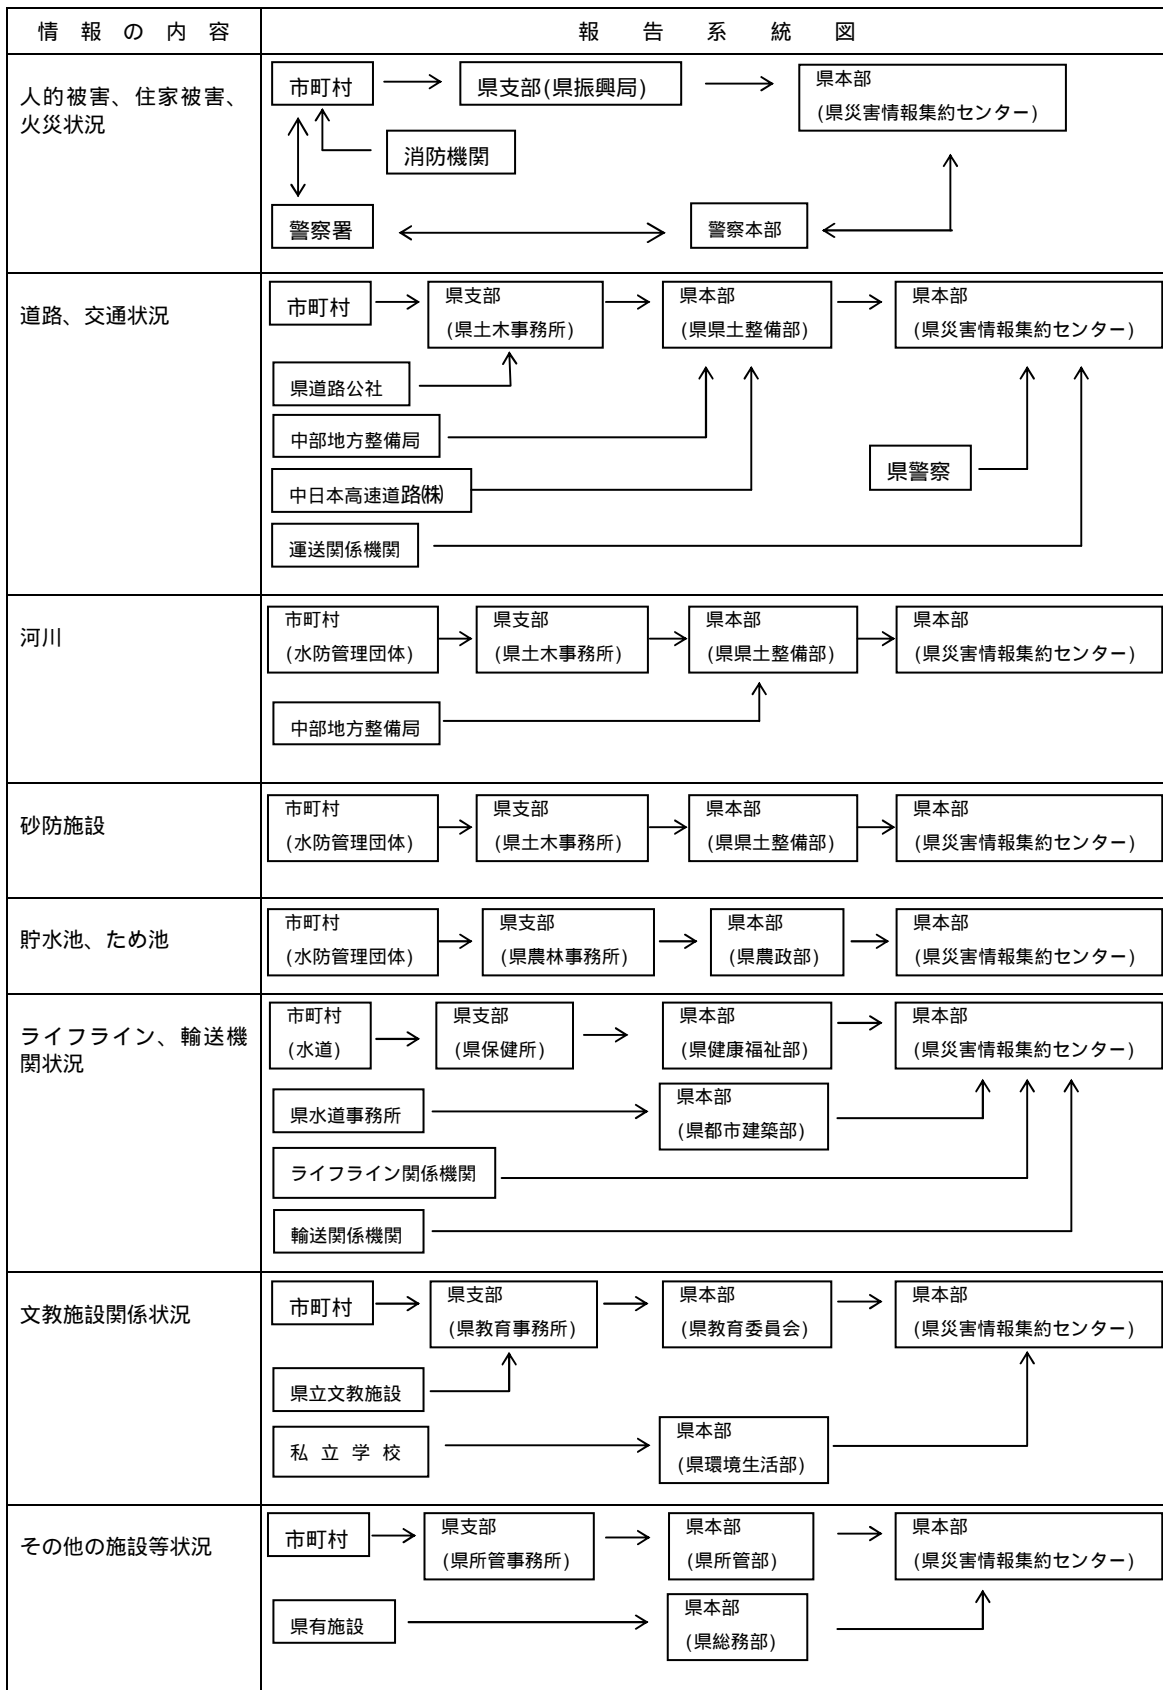 情報の内容
報告系統図
人的被害、住家被害、
火災状況
市町村
県支部(県振興局)
県本部
(県災害情報集約センター)
消防機関
警察署
警察本部
道路、交通状況
市町村
県支部
(県土木事務所)
県本部
(県県土整備部)
県本部
(県災害情報集約センター)
県道路公社
中部地方整備局
県警察
中日本高速道路㈱
運送関係機関
河川
市町村
(水防管理団体)
県支部
(県土木事務所)
県本部
(県県土整備部)
県本部
(県災害情報集約センター)
中部地方整備局
砂防施設
市町村
(水防管理団体)
県支部
(県土木事務所)
県本部
(県県土整備部)
県本部
(県災害情報集約センター)
貯水池、ため池
市町村
(水防管理団体)
県支部
(県農林事務所)
県本部
(県農政部)
県本部
(県災害情報集約センター)
ライフライン、輸送機
関状況
市町村
(水道)
県支部
(県保健所)
県本部
(県健康福祉部)
県本部
(県災害情報集約センター)
県水道事務所
県本部
(県都市建築部)
ライフライン関係機関
輸送関係機関
文教施設関係状況
市町村
県支部
(県教育事務所)
県本部
(県教育委員会)
県本部
(県災害情報集約センター)
県立文教施設
私立学校
県本部
(県環境生活部)
その他の施設等状況
市町村
県支部
(県所管事務所)
県本部
(県所管部)
県本部
(県災害情報集約センター)
県有施設
県本部
(県総務部)